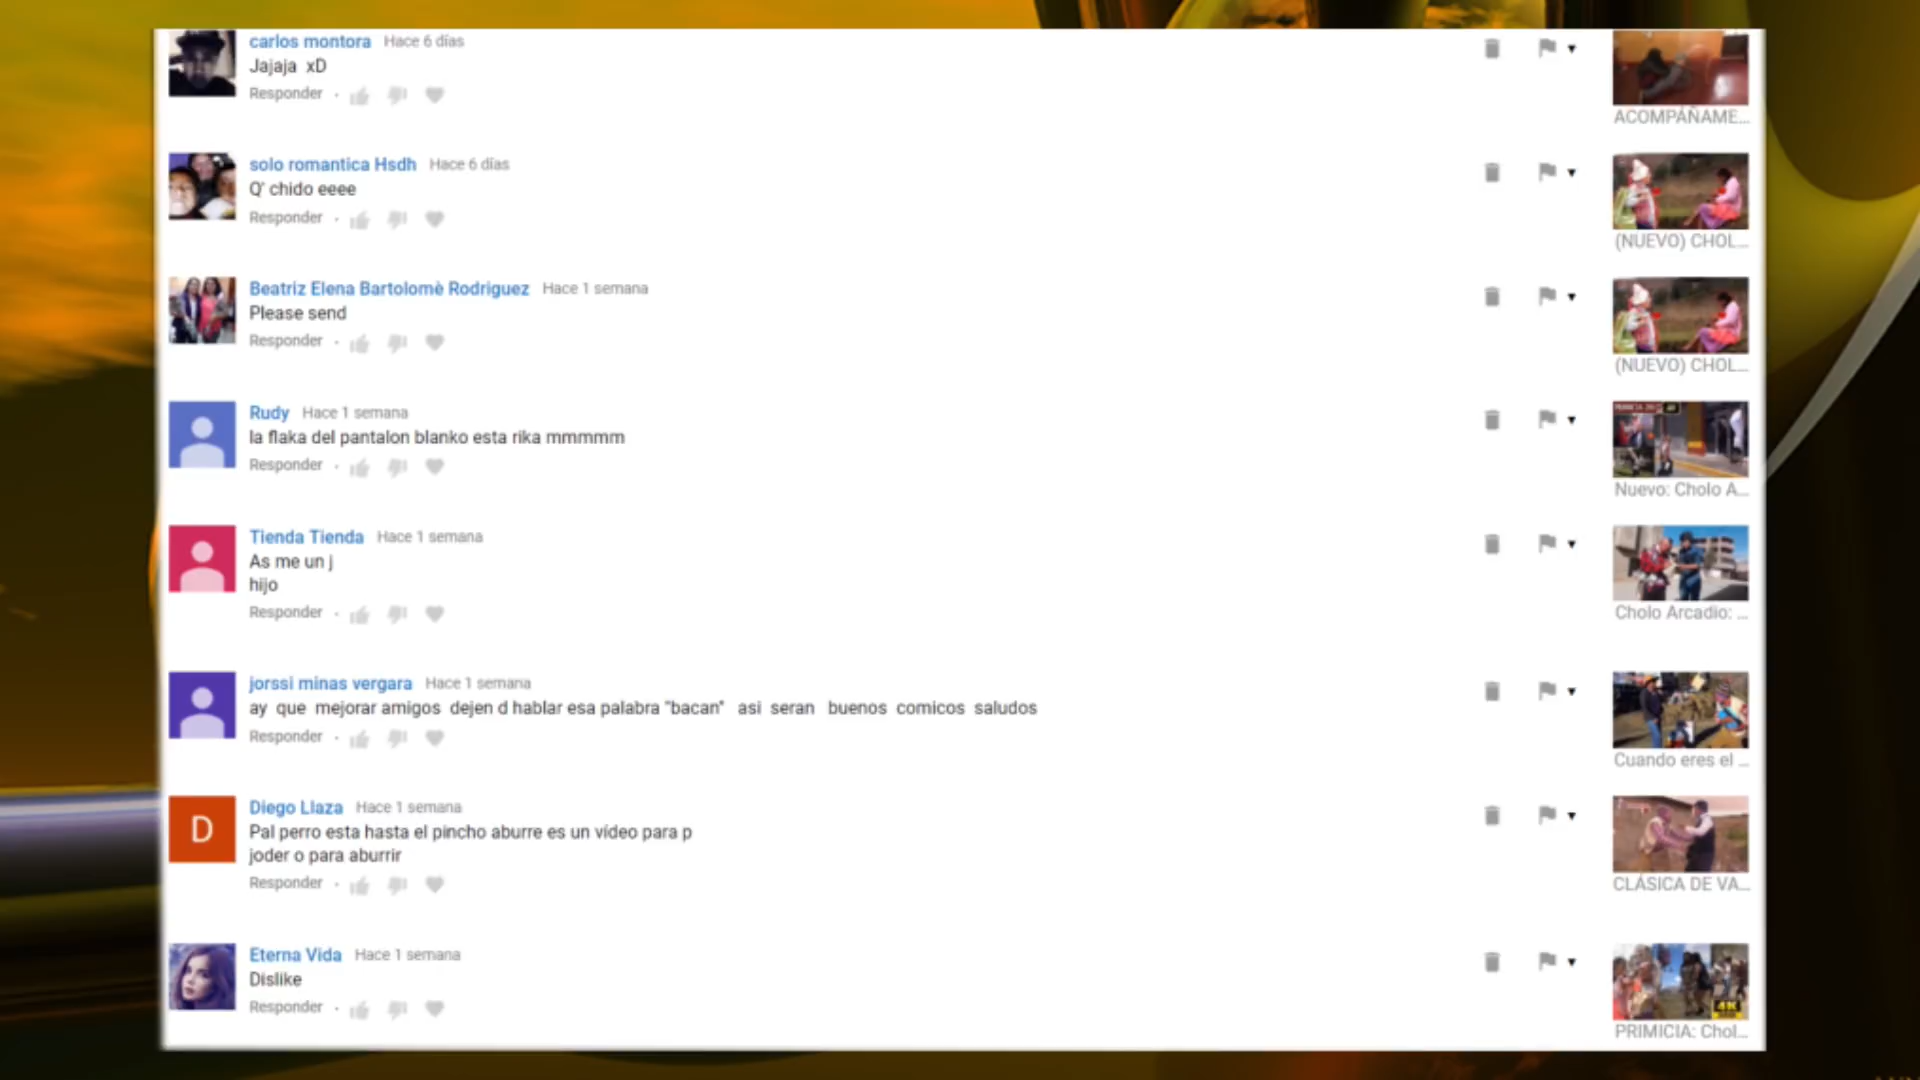 carlos montora Hace 6 días
Jajaja xD
Responder
ACOMPÁÑAME...
solo romantica Hsdh Hace 6 días
Q' chido eeee
Responder
(NUEVO) CHOL...
Beatriz Elena Bartolomè Rodriguez Hace 1 semana
Please send
Responder
(NUEVO) CHOL...
Rudy Hace 1 semana
la flaka del pantalon blanko esta rika mmmmm
Responder
Nuevo: Cholo A...
Tienda Tienda Hace 1 semana
As me un j
hijo
Responder
Cholo Arcadio: ...
jorssi minas vergara Hace 1 semana
ay que mejorar amigos dejen d hablar esa palabra "bacan" asi seran buenos comicos saludos
Responder
Cuando eres el ...
D
Diego Llaza Hace 1 semana
Pal perro esta hasta el pincho aburre es un vídeo para p
joder o para aburrir
Responder
CLÁSICA DE VA...
Eterna Vida Hace 1 semana
Dislike
Responder
4K
PRIMICIA: Chol...